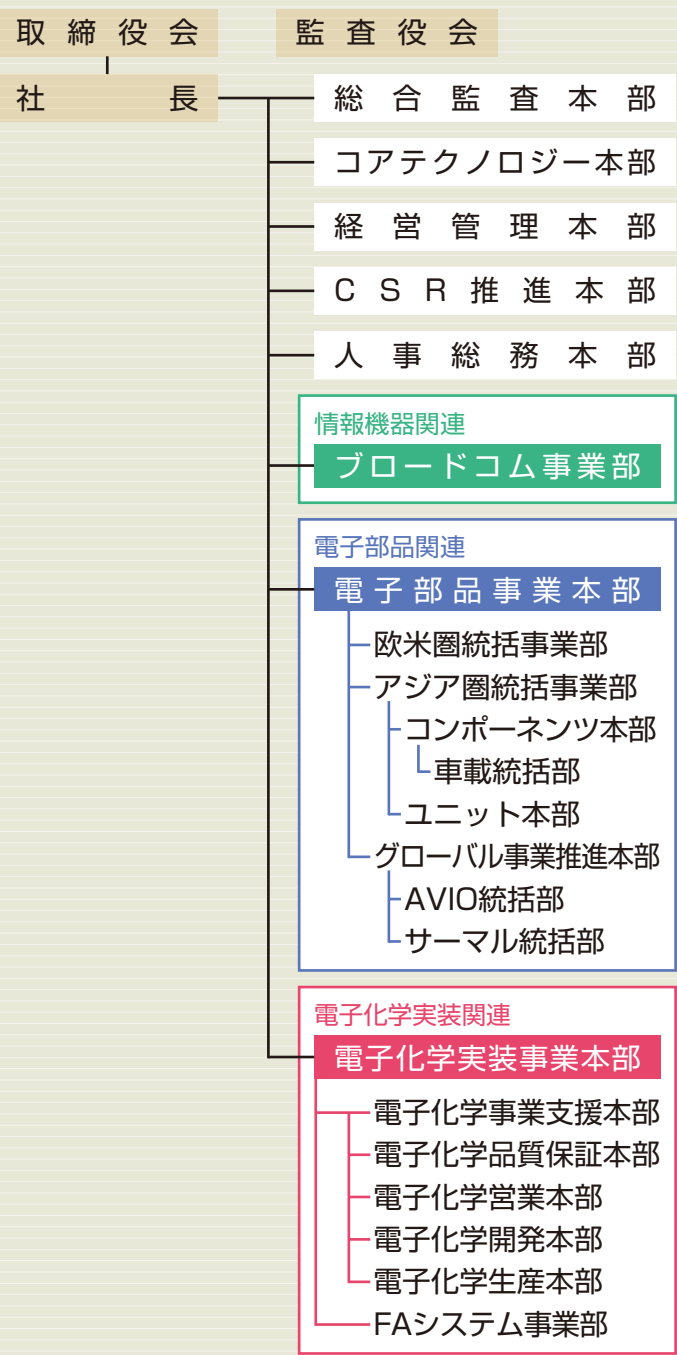 取締役会
監査役会
社長
総合監査本部
コアテクノロジー本部
経営管理本部
CSR推進本部
人事総務本部
情報機器関連
ブロードコム事業部
電子部品関連
電子部品事業本部
欧米圏統括事業部
アジア圏統括事業部
コンポーネンツ本部
車載統括部
ユニット本部
グローバル事業推進本部
AVIO統括部
サーマル統括部
電子化学実装関連
電子化学実装事業本部
電子化学事業支援本部
電子化学品質保証本部
電子化学営業本部
電子化学開発本部
電子化学生産本部
FAシステム事業部